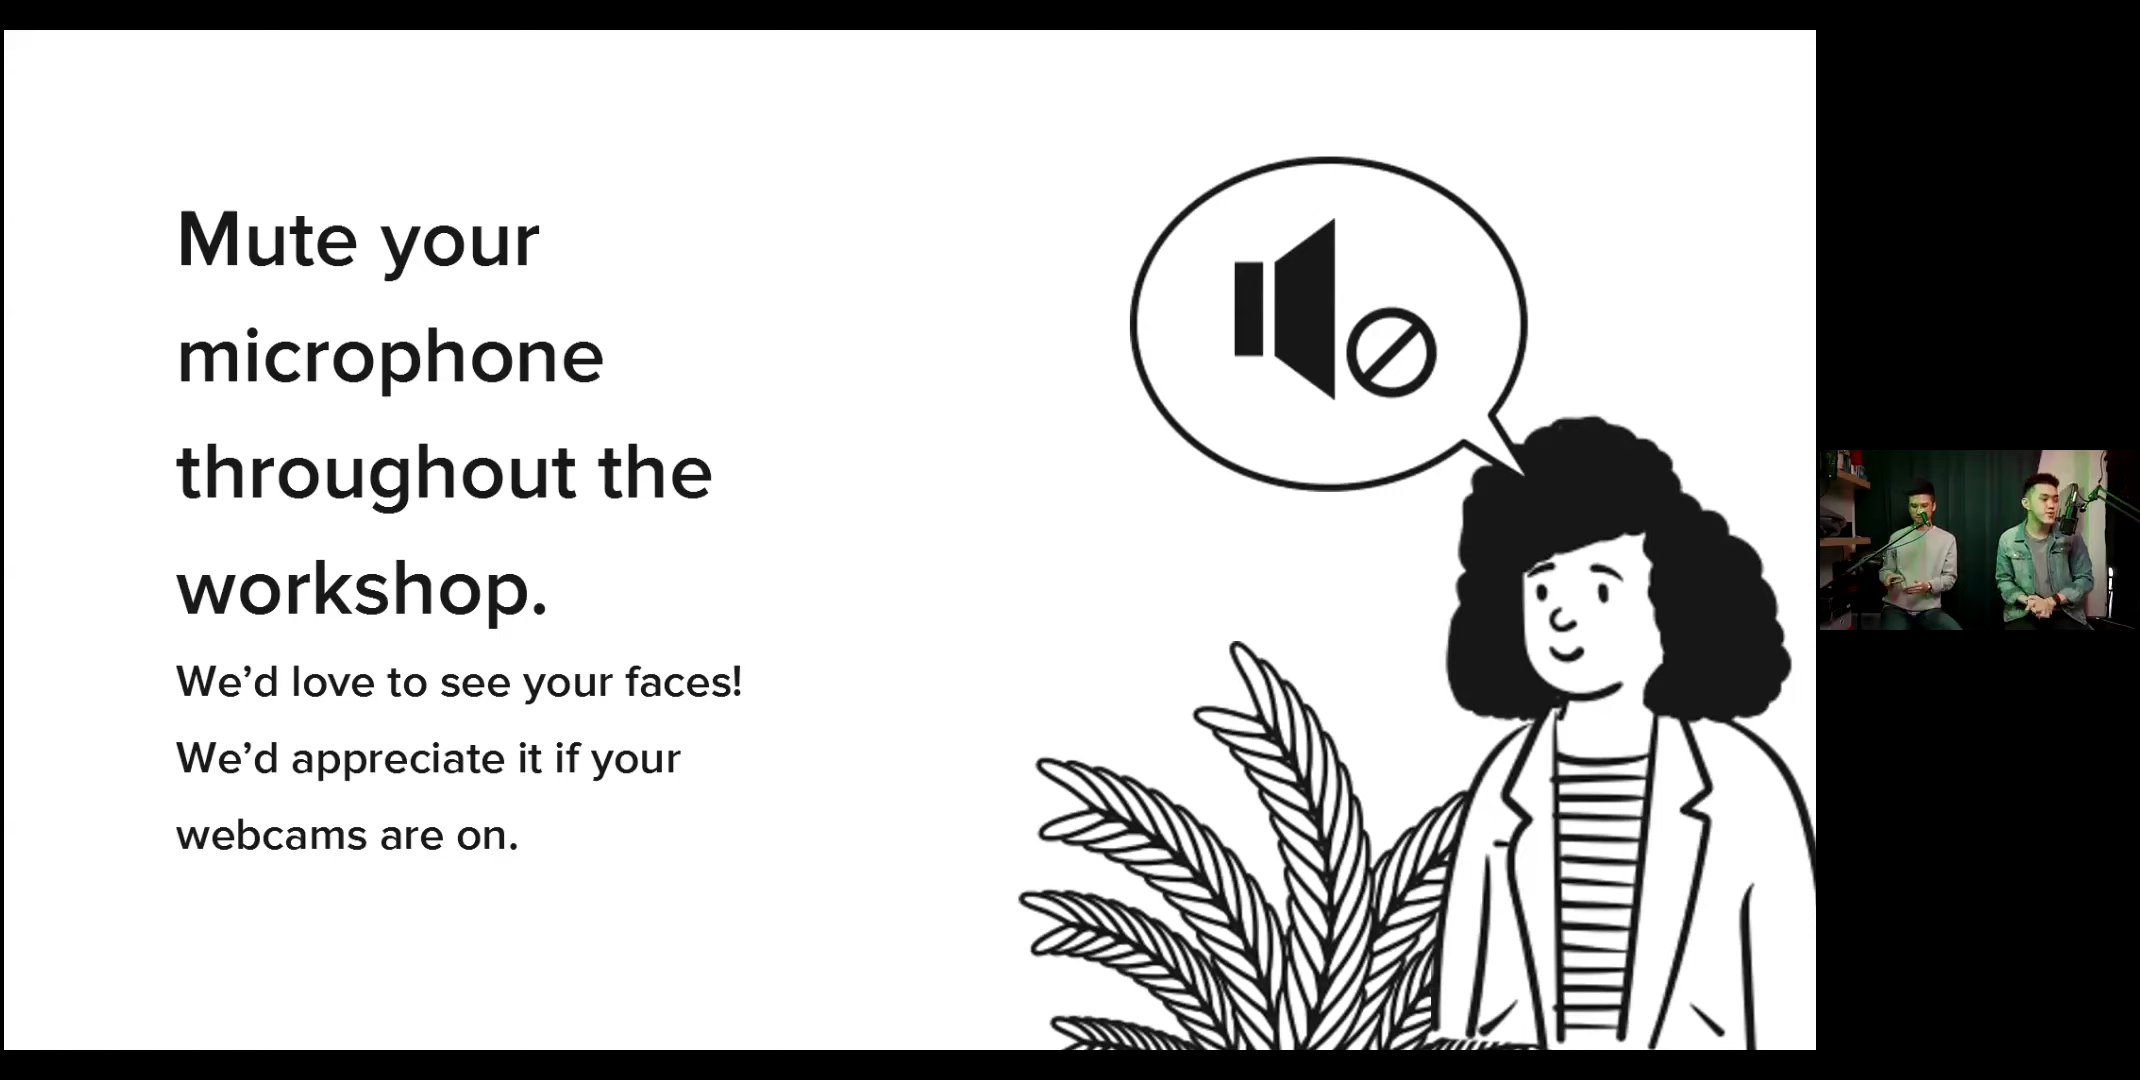 Mute your
microphone
throughout the
workshop.
We’d love to see your faces!
We’d appreciate it if your
webcams are on.